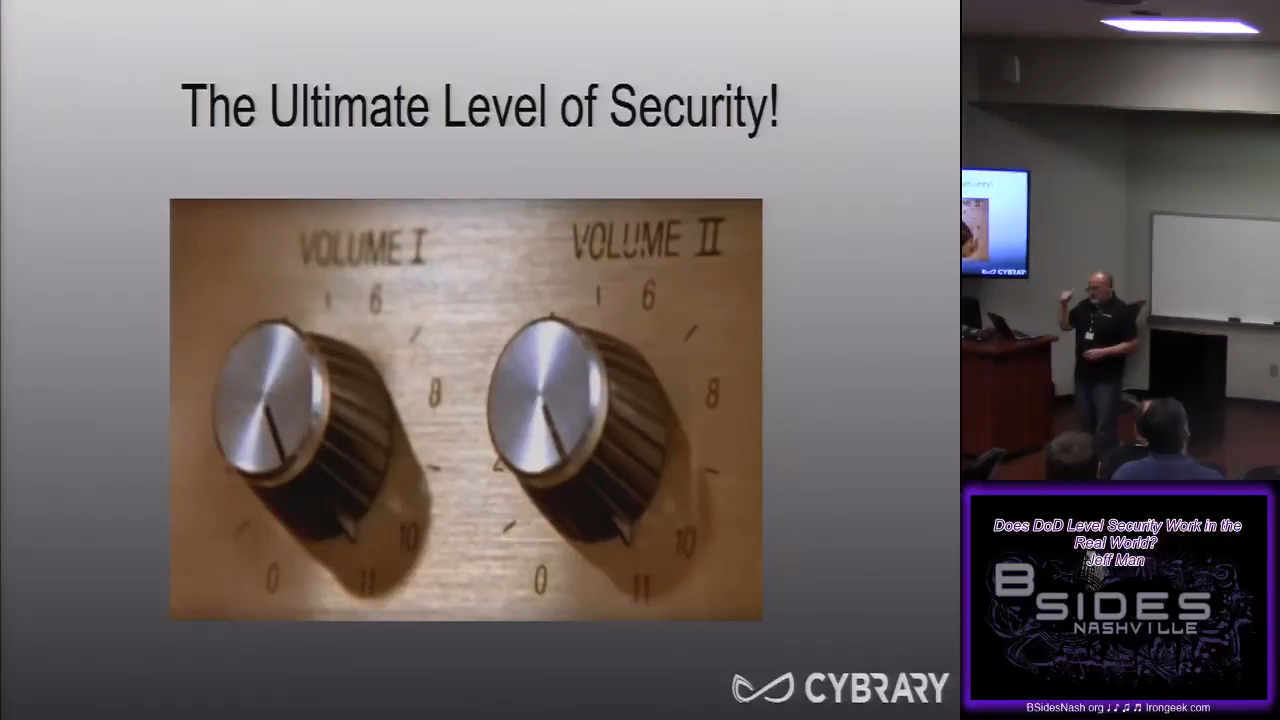 The Ultimate Level of Security!
VOLUME I
VOLUME II
6
6
8
8
10
10
0
11
0
11
CYBRARY
CYBRARY
Does DoD Level Security Work in the
Real World?
Jeff Man
BSIDES
NASHVILLE
BSidesNash.org ♩♪♫♬ Irongeek.com